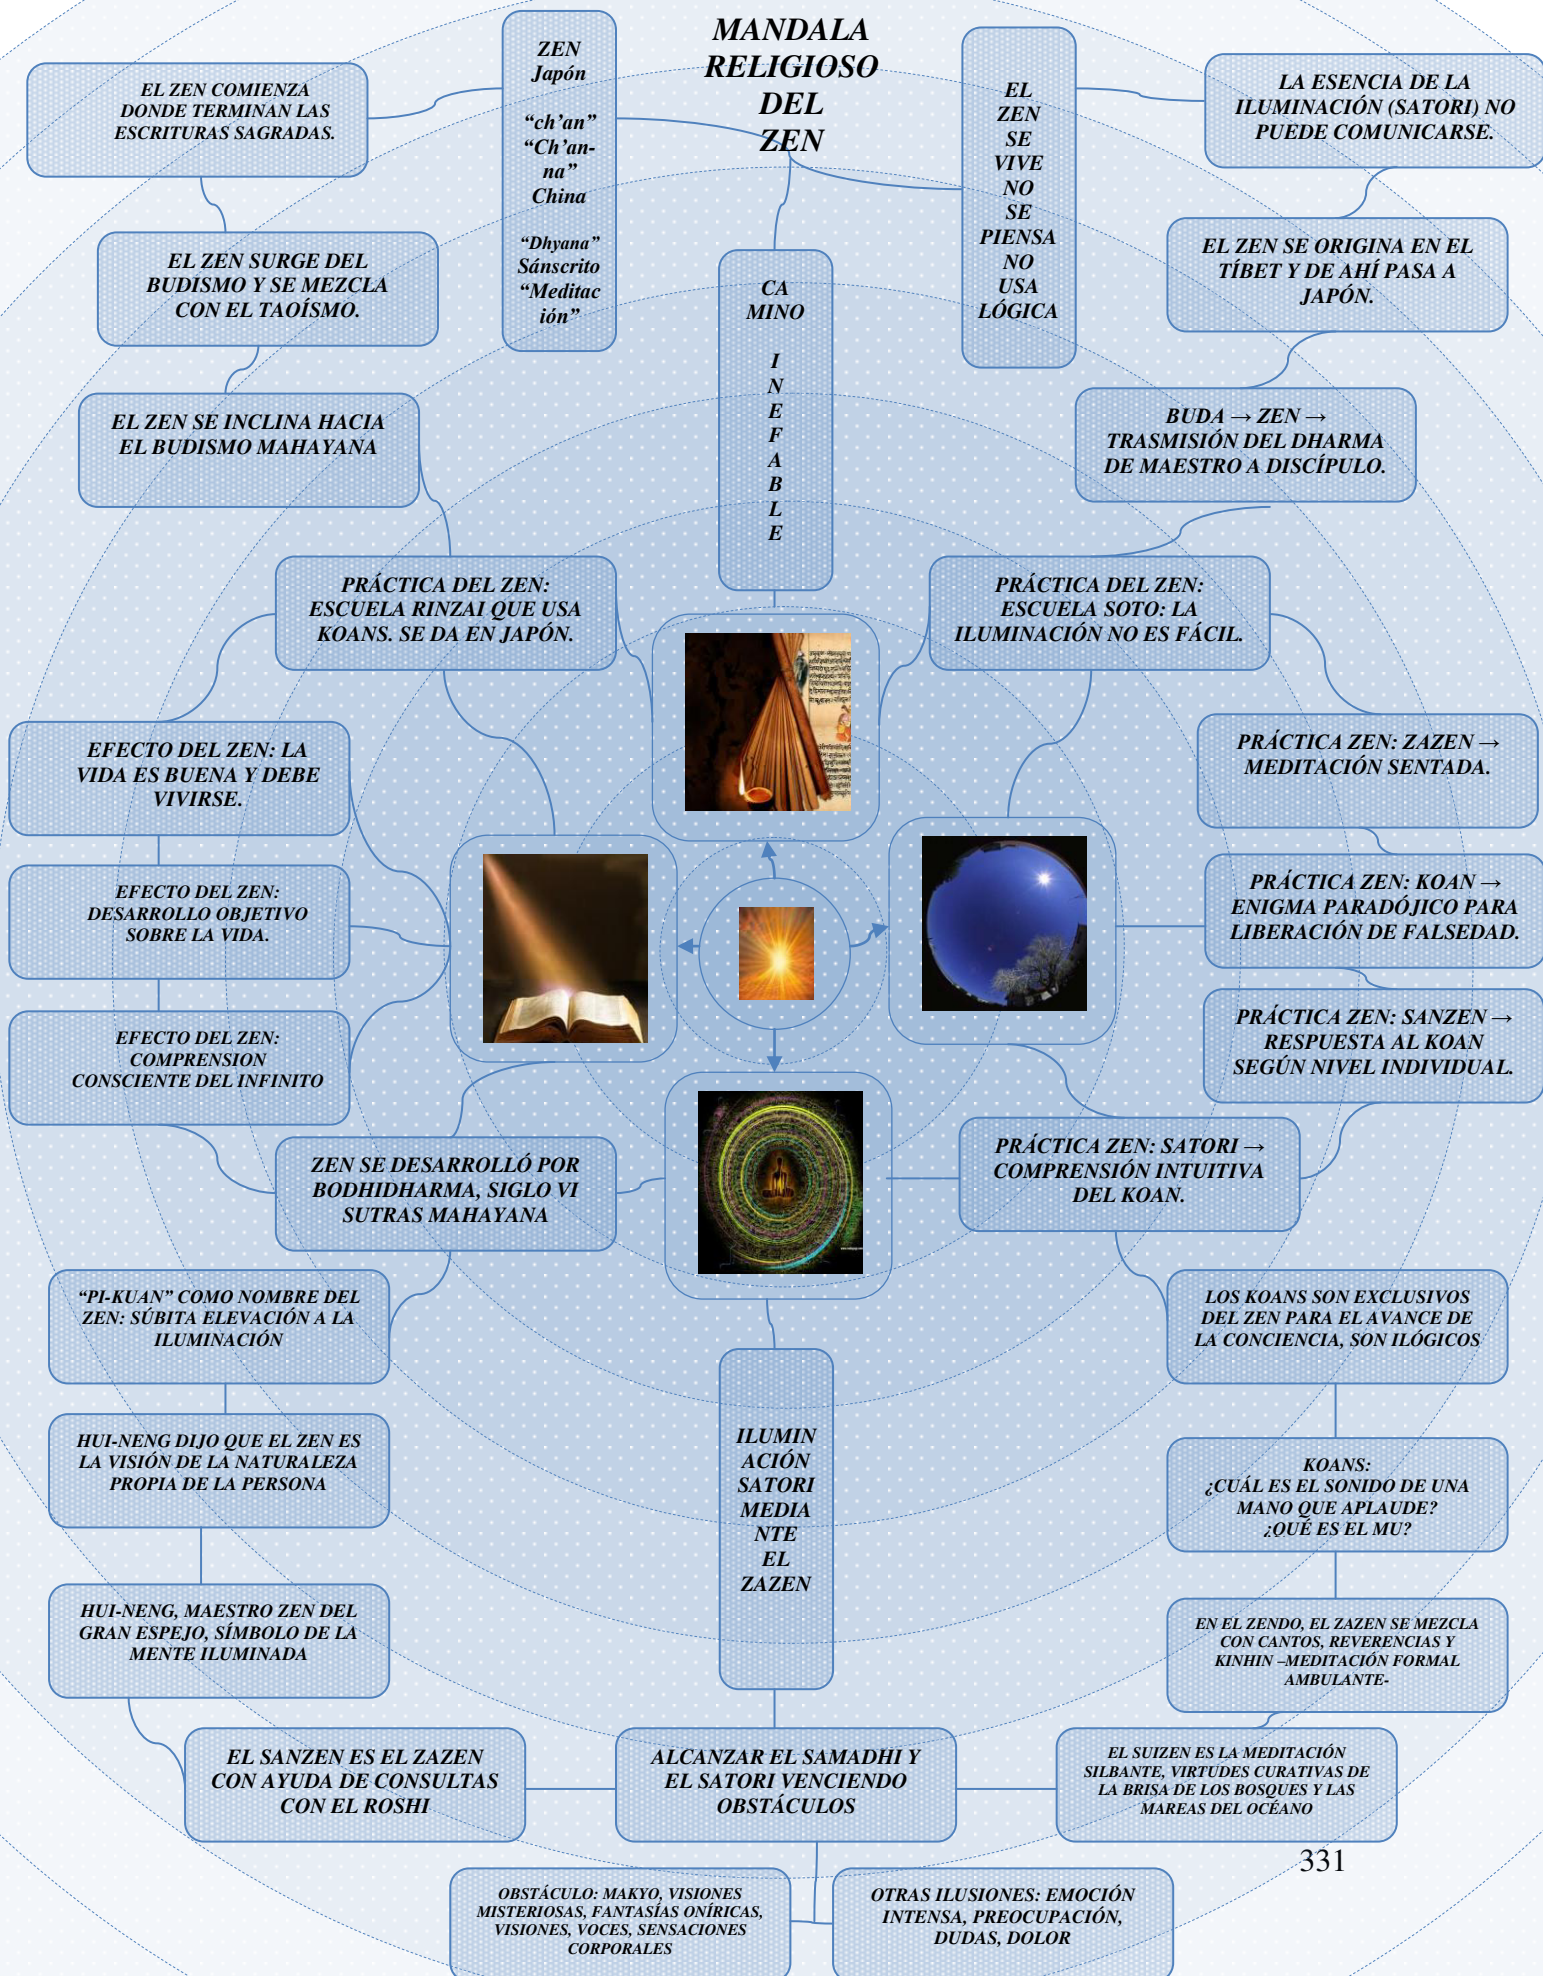 MANDALA
RELIGIOSO
DEL
ZEN
ZEN
Japón
“ch’an”
“Ch’an-
na”
China
“Dhyana”
Sánscrito
“Meditac
ión”
EL
ZEN
SE
VIVE
NO
SE
PIENSA
NO
USA
LÓGICA
EL ZEN COMIENZA
DONDE TERMINAN LAS
ESCRITURAS SAGRADAS.
LA ESENCIA DE LA
ILUMINACIÓN (SATORI) NO
PUEDE COMUNICARSE.
EL ZEN SURGE DEL
BUDISMO Y SE MEZCLA
CON EL TAOÍSMO.
CA
MINO
I
N
E
F
A
B
L
E
EL ZEN SE ORIGINA EN EL
TÍBET Y DE AHÍ PASA A
JAPÓN.
EL ZEN SE INCLINA HACIA
EL BUDISMO MAHAYANA
BUDA → ZEN →
TRASMISIÓN DEL DHARMA
DE MAESTRO A DISCÍPULO.
PRÁCTICA DEL ZEN:
ESCUELA RINZAI QUE USA
KOANS. SE DA EN JAPÓN.
PRÁCTICA DEL ZEN:
ESCUELA SOTO: LA
ILUMINACIÓN NO ES FÁCIL.
EFECTO DEL ZEN: LA
VIDA ES BUENA Y DEBE
VIVIRSE.
PRÁCTICA ZEN: ZAZEN →
MEDITACIÓN SENTADA.
EFECTO DEL ZEN:
DESARROLLO OBJETIVO
SOBRE LA VIDA.
PRÁCTICA ZEN: KOAN →
ENIGMA PARADÓJICO PARA
LIBERACIÓN DE FALSEDAD.
EFECTO DEL ZEN:
COMPRENSION
CONSCIENTE DEL INFINITO
PRÁCTICA ZEN: SANZEN →
RESPUESTA AL KOAN
SEGÚN NIVEL INDIVIDUAL.
ZEN SE DESARROLLÓ POR
BODHIDHARMA, SIGLO VI
SUTRAS MAHAYANA
PRÁCTICA ZEN: SATORI →
COMPRENSIÓN INTUITIVA
DEL KOAN.
“PI-KUAN” COMO NOMBRE DEL
ZEN: SÚBITA ELEVACIÓN A LA
ILUMINACIÓN
LOS KOANS SON EXCLUSIVOS
DEL ZEN PARA EL AVANCE DE
LA CONCIENCIA, SON ILÓGICOS
HUI-NENG DIJO QUE EL ZEN ES
LA VISIÓN DE LA NATURALEZA
PROPIA DE LA PERSONA
ILUMIN
ACIÓN
SATORI
MEDIA
NTE
EL
ZAZEN
KOANS:
¿CUÁL ES EL SONIDO DE UNA
MANO QUE APLAUDE?
¿QUÉ ES EL MU?
HUI-NENG, MAESTRO ZEN DEL
GRAN ESPEJO, SÍMBOLO DE LA
MENTE ILUMINADA
EN EL ZENDO, EL ZAZEN SE MEZCLA
CON CANTOS, REVERENCIAS Y
KINHIN –MEDITACIÓN FORMAL
AMBULANTE-
EL SANZEN ES EL ZAZEN
CON AYUDA DE CONSULTAS
CON EL ROSHI
ALCANZAR EL SAMADHI Y
EL SATORI VENCIENDO
OBSTÁCULOS
EL SUIZEN ES LA MEDITACIÓN
SILBANTE, VIRTUDES CURATIVAS DE
LA BRISA DE LOS BOSQUES Y LAS
MAREAS DEL OCÉANO
331
OBSTÁCULO: MAKYO, VISIONES
MISTERIOSAS, FANTASÍAS ONÍRICAS,
VISIONES, VOCES, SENSACIONES
CORPORALES
OTRAS ILUSIONES: EMOCIÓN
INTENSA, PREOCUPACIÓN,
DUDAS, DOLOR